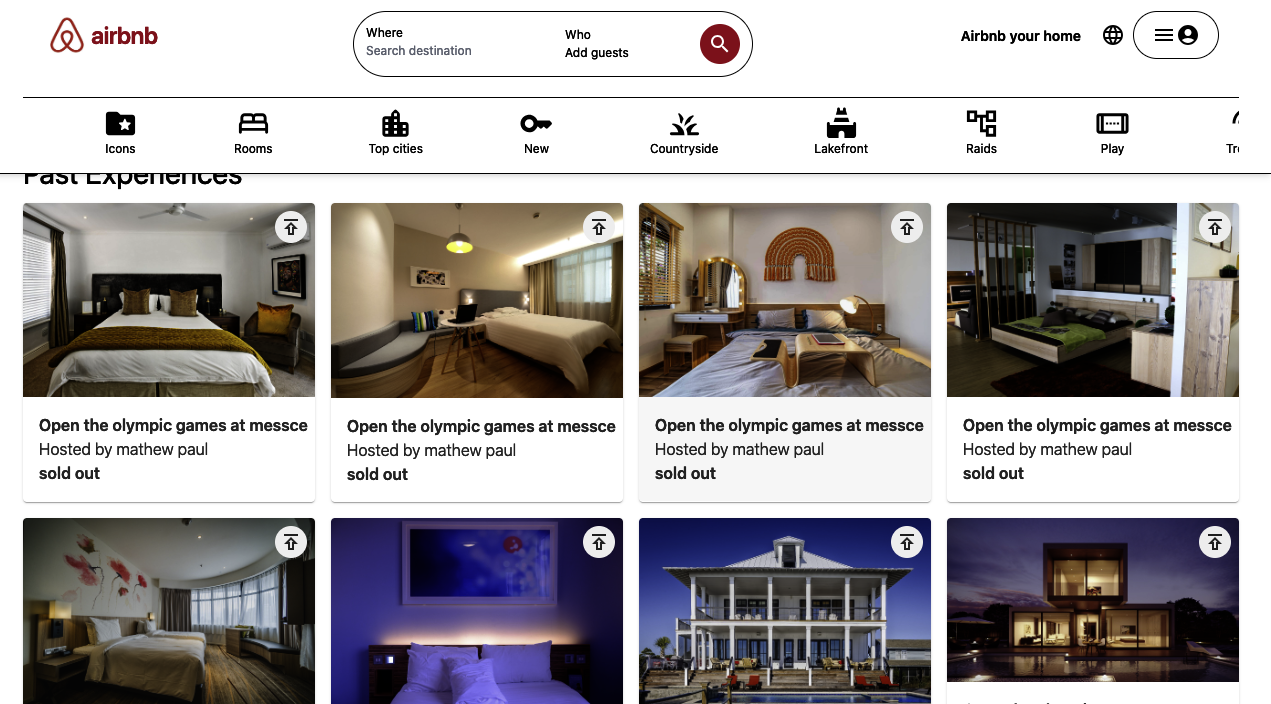 airbnb
Where
Search destination
Who
Add guests
Airbnb your home
Icons
Rooms
Top cities
New
Countryside
Lakefront
Raids
Play
Past Experiences
Open the olympic games at messce
Hosted by mathew paul
sold out
Open the olympic games at messce
Hosted by mathew paul
sold out
Open the olympic games at messce
Hosted by mathew paul
sold out
Open the olympic games at messce
Hosted by mathew paul
sold out